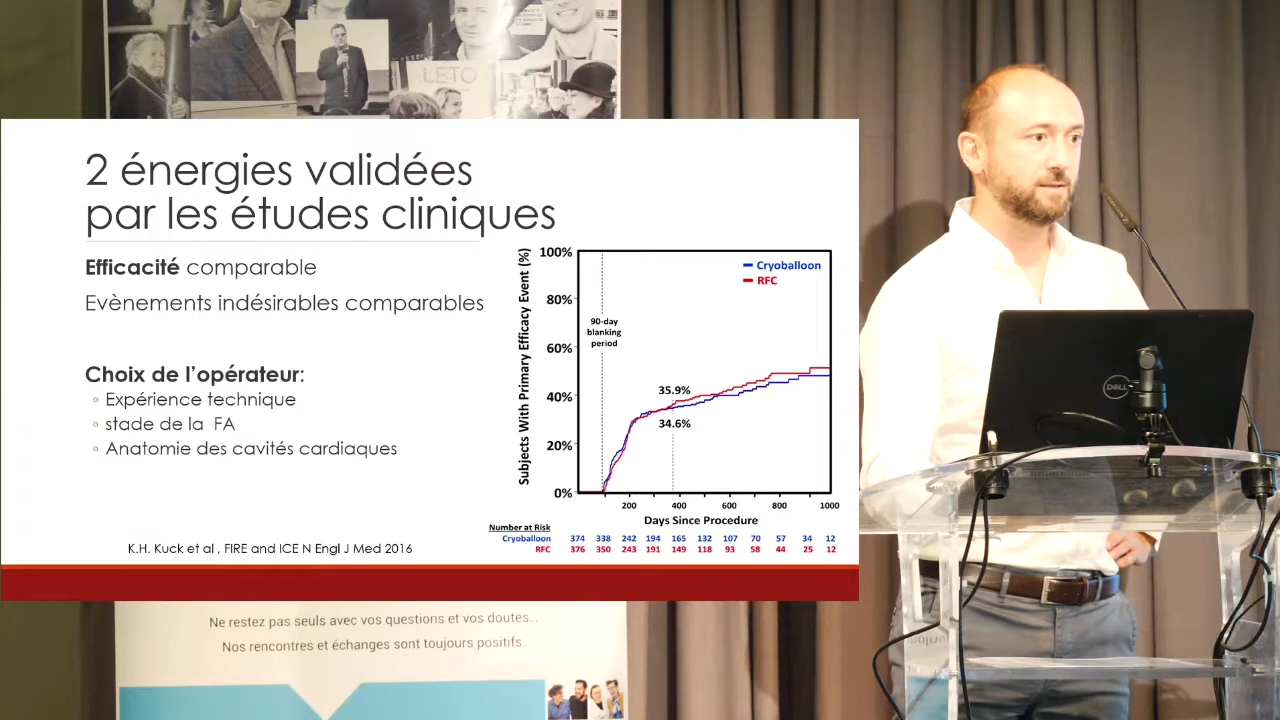 LETO
2 énergies validées
par les études cliniques
Efficacité comparable
Evènements indésirables comparables
Choix de l'opérateur:
▫ Expérience technique
▫ stade de la FA
▫ Anatomie des cavités cardiaques
K.H. Kuck et al , FIRE and ICE N Engl J Med 2016
Subjects With Primary Efficacy Event (%)
100%
80%
60%
40%
20%
0%
Cryoballoon
RFC
90-day
blanking
period
35.9%
34.6%
200 400 600 800 1000
Days Since Procedure
Number at Risk
Cryoballoon 374 338 242 194 165 132 107 70 57 34 12
RFC 376 350 243 191 149 118 93 58 44 25 12
DELL
Ne restez pas seuls avec vos questions et vos doutes...
Nos rencontres et échanges sont toujours positifs.